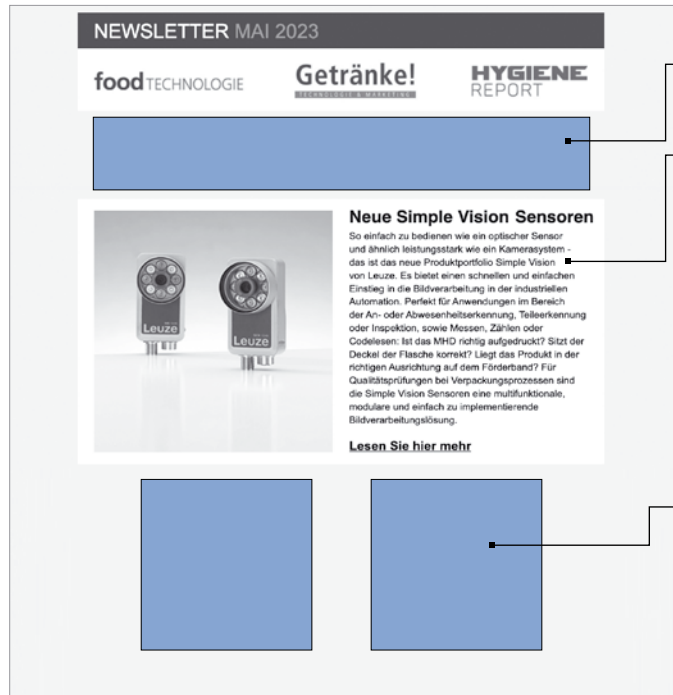 NEWSLETTER MAI 2023
food TECHNOLOGIE
Getränke!
TECHNOLOGIE & MARKETING
HYGIENE
REPORT
Neue Simple Vision Sensoren
So einfach zu bedienen wie ein optischer Sensor
und ähnlich leistungsstark wie ein Kamerasystem -
das ist das neue Produktportfolio Simple Vision
von Leuze. Es bietet einen schnellen und einfachen
Einstieg in die Bildverarbeitung in der industriellen
Automation. Perfekt für Anwendungen im Bereich
der An- oder Abwesenheitserkennung, Teileerkennung
oder Inspektion, sowie Messen, Zählen oder
Codelesen: Ist das MHD richtig aufgedruckt? Sitzt der
Deckel der Flasche korrekt? Liegt das Produkt in der
richtigen Ausrichtung auf dem Förderband? Für
Qualitätsprüfungen bei Verpackungsprozessen sind
die Simple Vision Sensoren eine multifunktionale,
modulare und einfach zu implementierende
Bildverarbeitungslösung.
Lesen Sie hier mehr
Leuze
Leuze